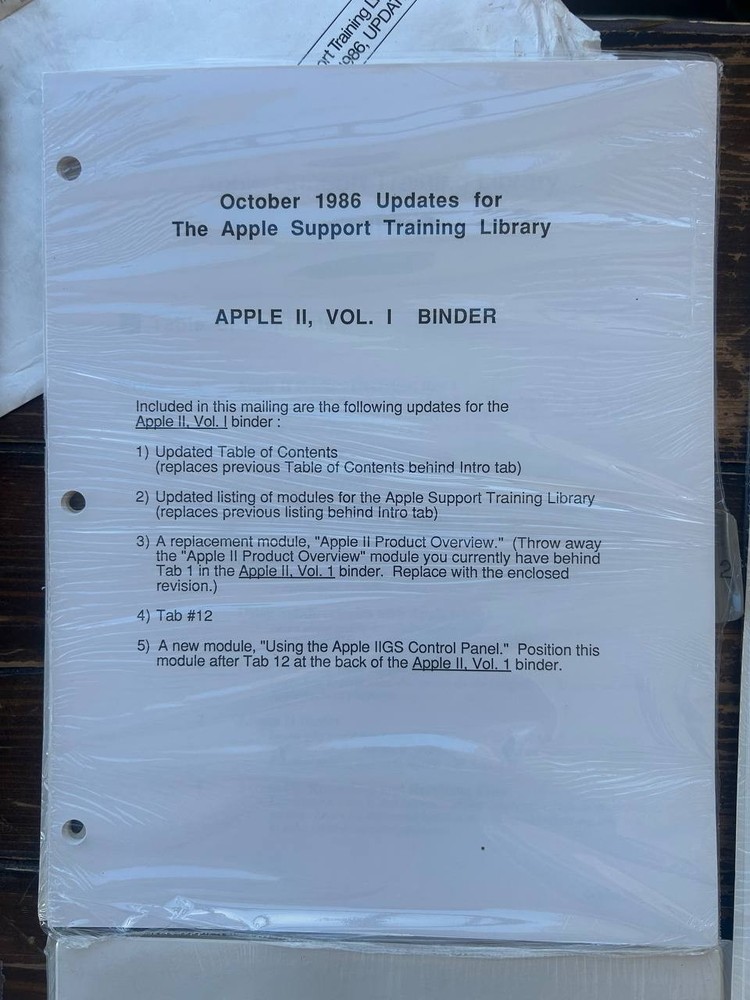 rt Training L
986, UPDA
October 1986 Updates for
The Apple Support Training Library
APPLE II, VOL. I BINDER
Included in this mailing are the following updates for the
Apple II, Vol. I binder :
1) Updated Table of Contents
(replaces previous Table of Contents behind Intro tab)
2) Updated listing of modules for the Apple Support Training Library
(replaces previous listing behind Intro tab)
3) A replacement module, "Apple II Product Overview." (Throw away
the "Apple II Product Overview" module you currently have behind
Tab 1 in the Apple II, Vol. 1 binder. Replace with the enclosed
revision.)
4) Tab #12
5) A new module, "Using the Apple IIGS Control Panel." Position this
module after Tab 12 at the back of the Apple II, Vol. 1 binder.
2